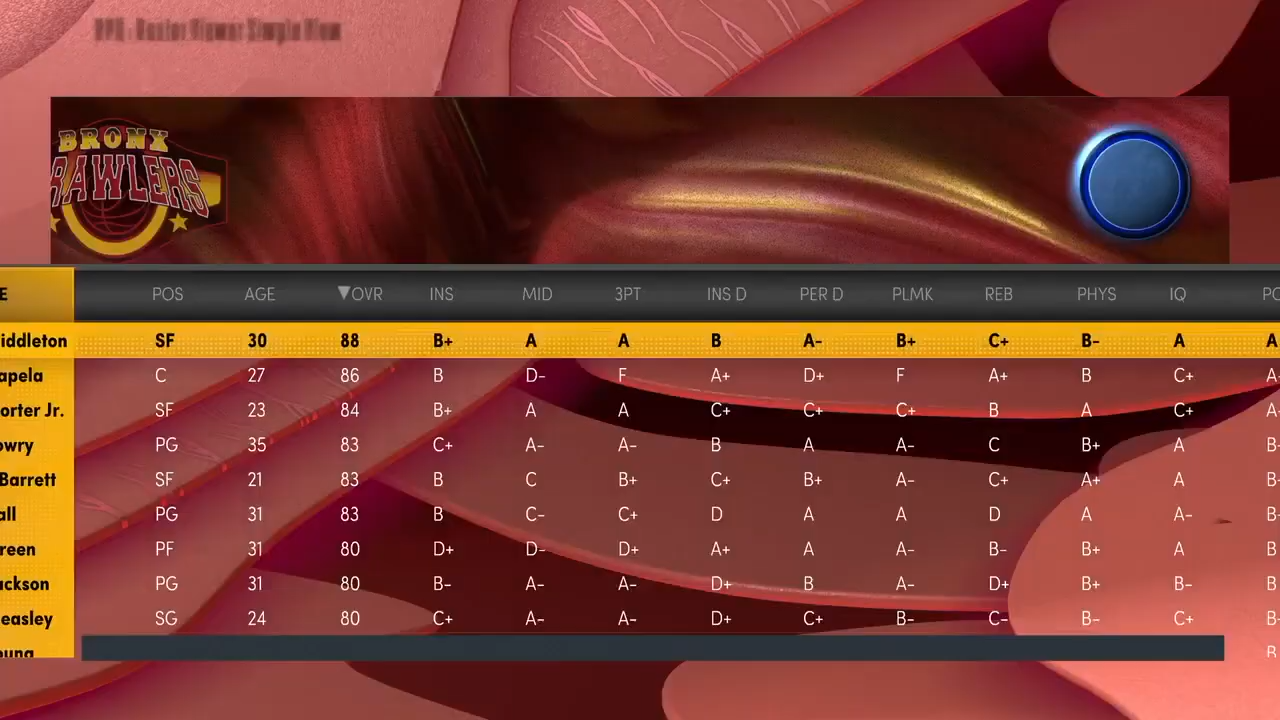 BRONX
RAWLERS
E POS AGE ▼OVR INS MID 3PT INS D PER D PLMK REB PHYS IQ PO
iddleton SF 30 88 B+ A A B A- B+ C+ B- A A
apela C 27 86 B D- F A+ D+ F A+ B C+ A-
orter Jr. SF 23 84 B+ A A C+ C+ C+ B A C+ A-
owry PG 35 83 C+ A- A- B A A- C B+ A B-
Barrett SF 21 83 B C B+ C+ B+ A- C+ A+ A B-
all PG 31 83 B C- C+ D A A D A A- B-
reen PF 31 80 D+ D- D+ A+ A A- B- B+ A B
ackson PG 31 80 B- A- A- D+ B A- D+ B+ B- B
easley SG 24 80 C+ A- A- D+ C+ B- C- B- C+ B-
oung B